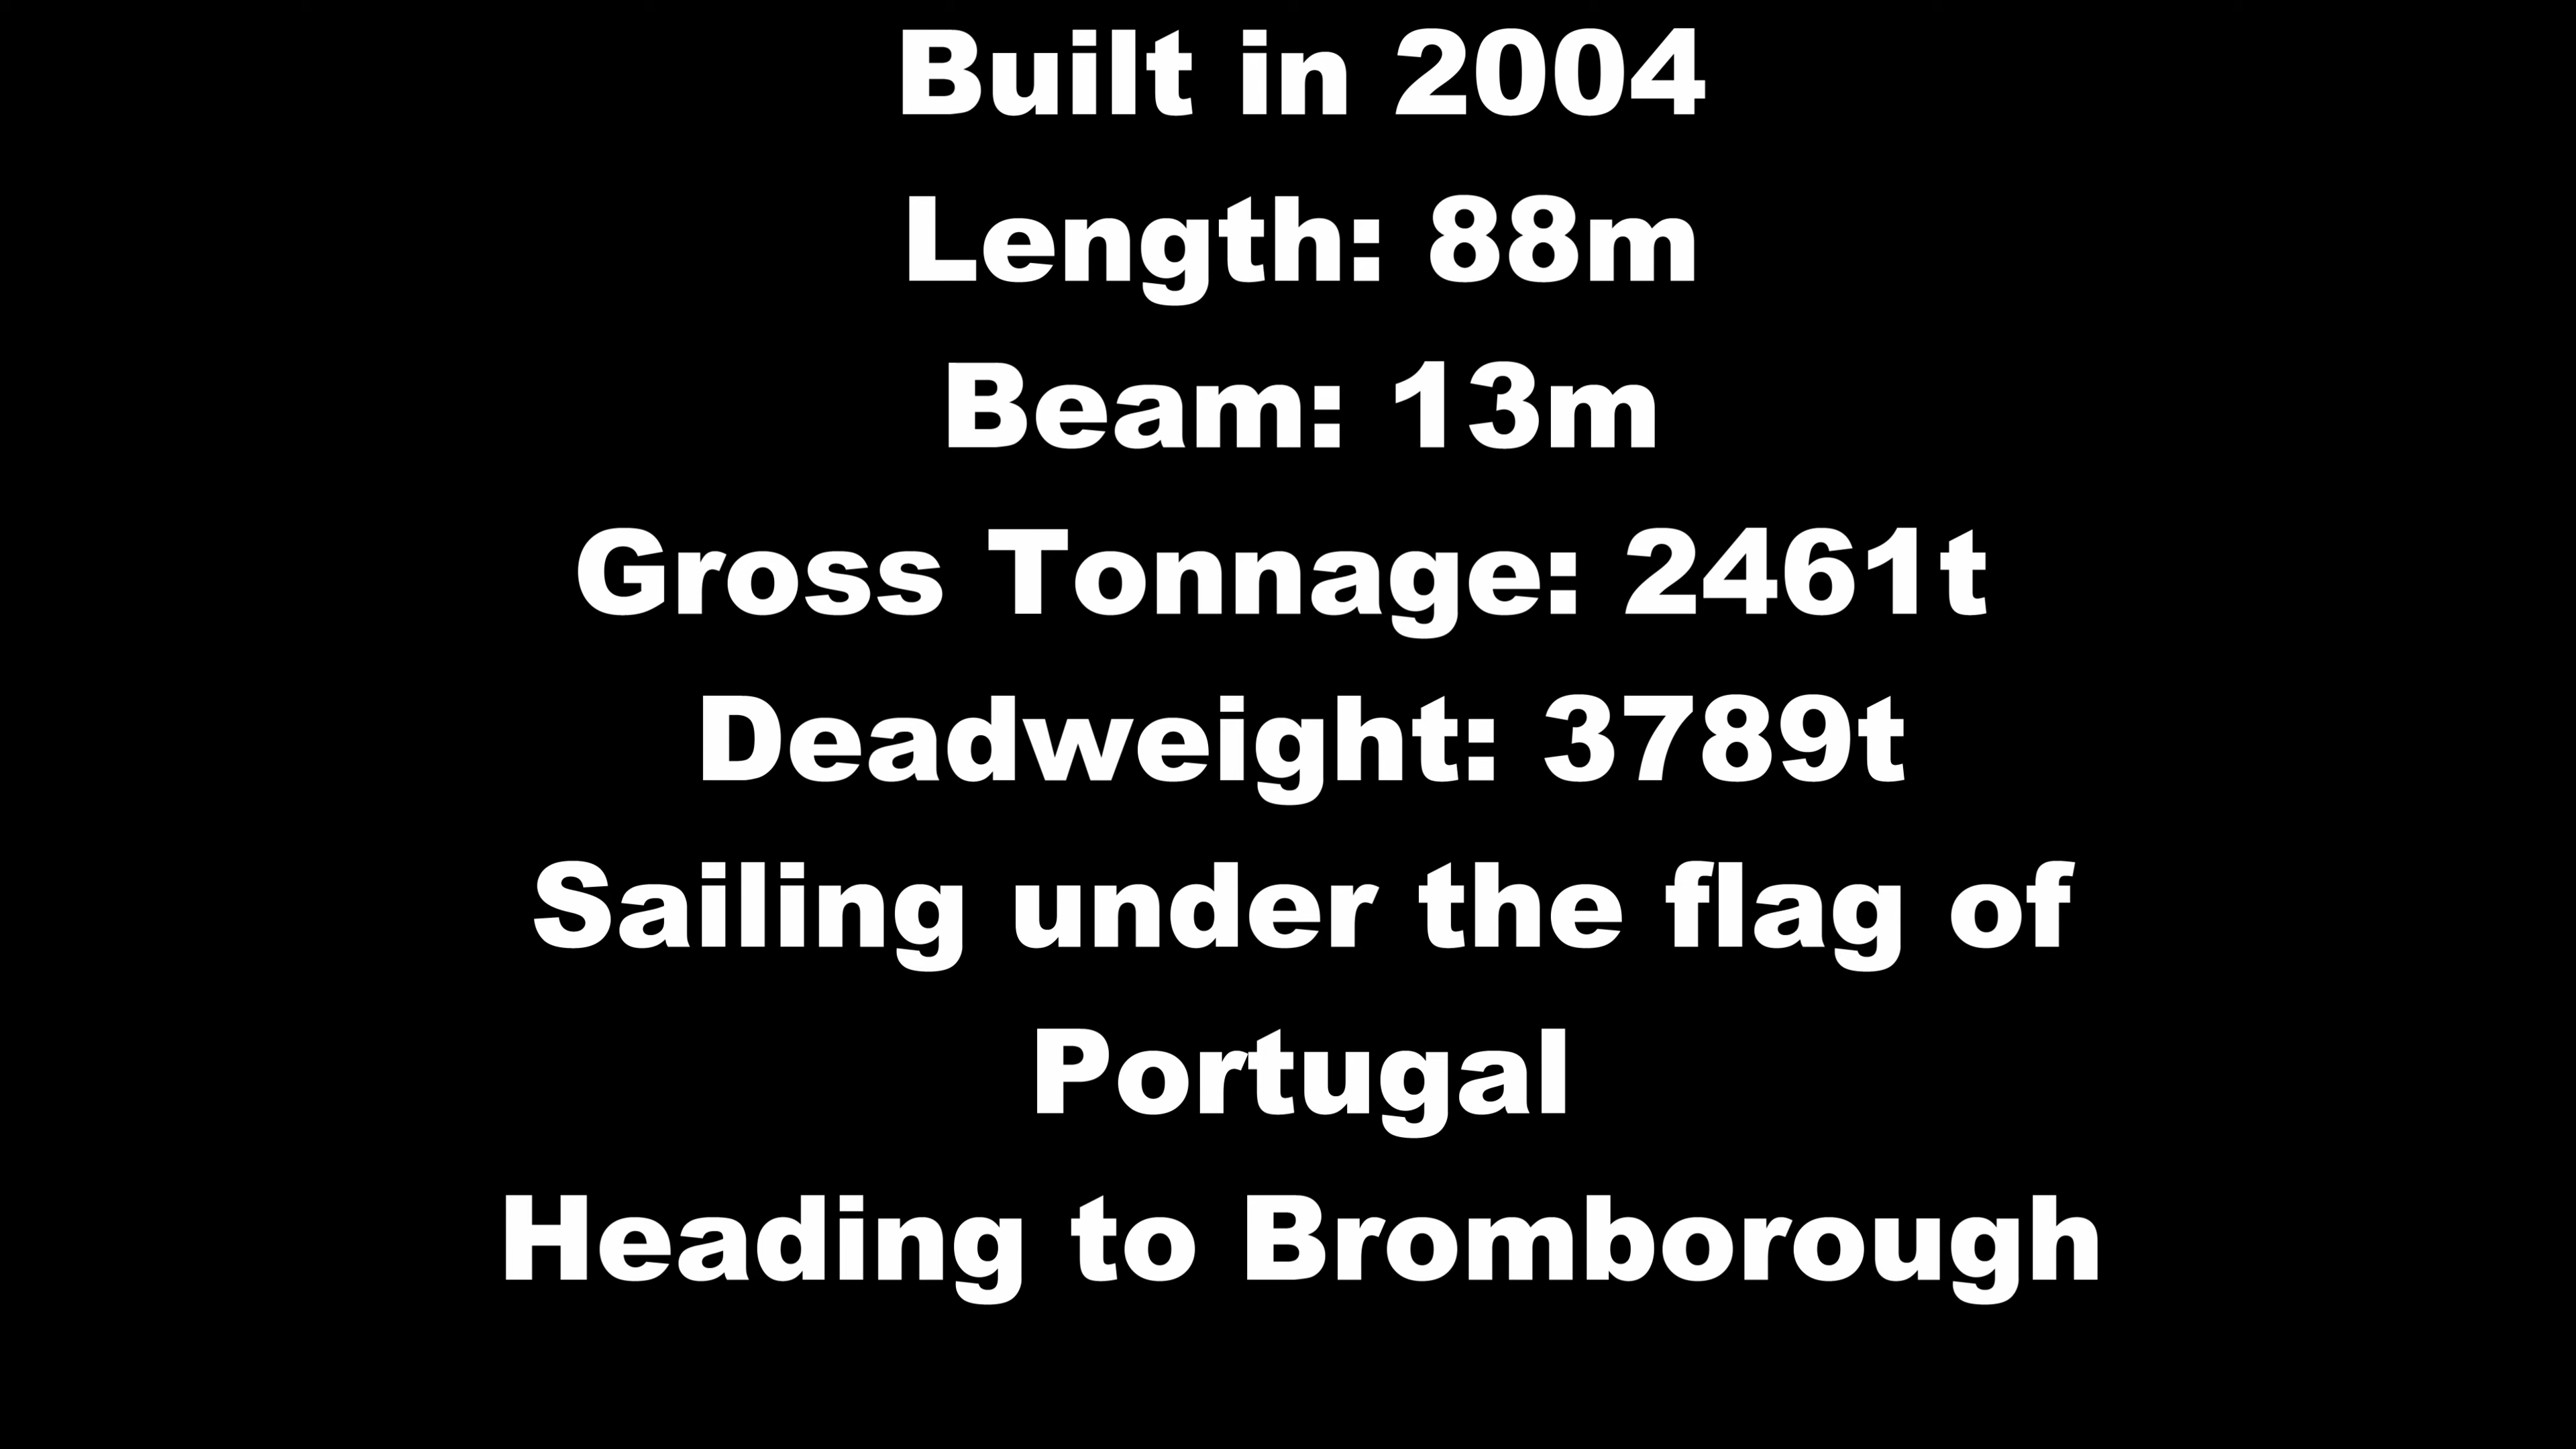 Built in 2004
Length: 88m
Beam: 13m
Gross Tonnage: 2461t
Deadweight: 3789t
Sailing under the flag of
Portugal
Heading to Bromborough